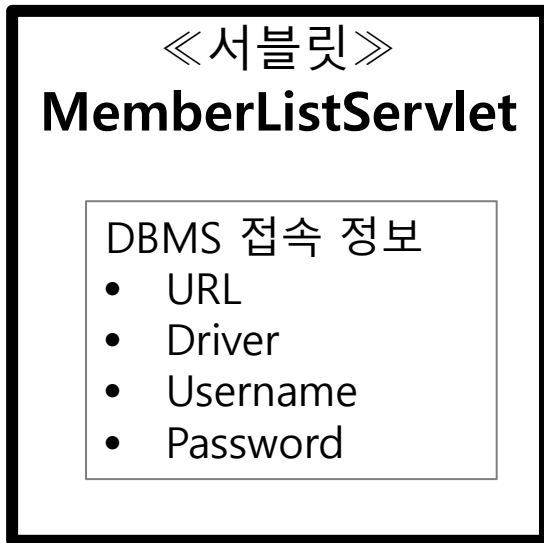 ≪서블릿≫
MemberListServlet
DBMS 접속 정보
• URL
• Driver
• Username
• Password